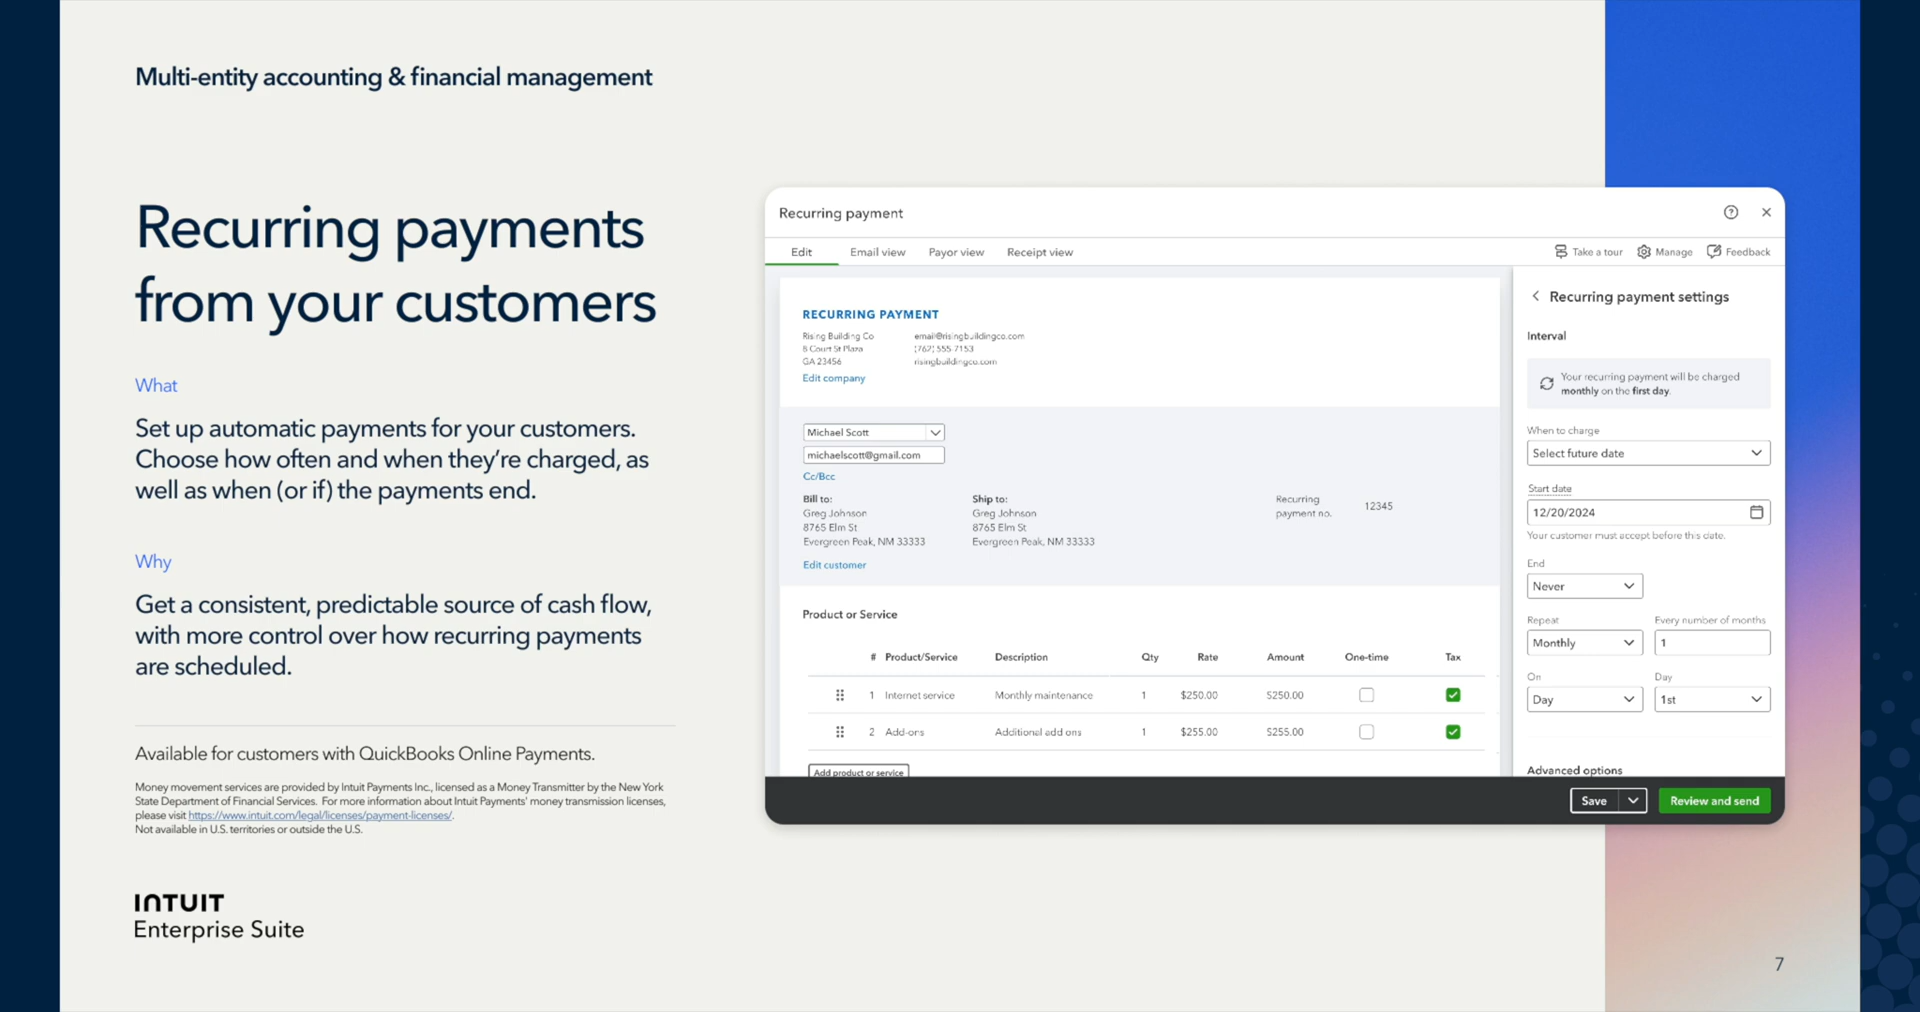 Multi-entity accounting & financial management
Recurring payments
from your customers
What
Set up automatic payments for your customers.
Choose how often and when they're charged, as
well as when (or if) the payments end.
Why
Get a consistent, predictable source of cash flow,
with more control over how recurring payments
are scheduled.
Available for customers with QuickBooks Online Payments.
Money movement services are provided by Intuit Payments Inc., licensed as a Money Transmitter by the New York
State Department of Financial Services. For more information about Intuit Payments' money transmission licenses,
please visit https://www.intuit.com/legal/licenses/payment-licenses/.
Not available in U.S. territories or outside the U.S.
INTUIT
Enterprise Suite
Recurring payment
Edit Email view Payor view Receipt view Take a tour Manage Feedback
RECURRING PAYMENT
Rising Building Co email@risingbuildingco.com
8 Court St Plaza (762) 555 7153
GA 23456 risingbuildingco.com
Edit company
Michael Scott
michaelscott@gmail.com
Cc/Bcc
Bill to: Ship to: Recurring
Greg Johnson Greg Johnson payment no. 12345
8765 Elm St 8765 Elm St
Evergreen Peak, NM 33333 Evergreen Peak, NM 33333
Edit customer
Product or Service
# Product/Service Description Qty Rate Amount One-time Tax
1 Internet service Monthly maintenance 1 $250.00 $250.00
2 Add-ons Additional add ons 1 $255.00 $255.00
Add product or service
Recurring payment settings
Interval
Your recurring payment will be charged
monthly on the first day.
When to charge
Select future date
Start date
12/20/2024
Your customer must accept before this date.
End
Never
Repeat Every number of months
Monthly 1
On Day
Day 1st
Advanced options
Save Review and send
7